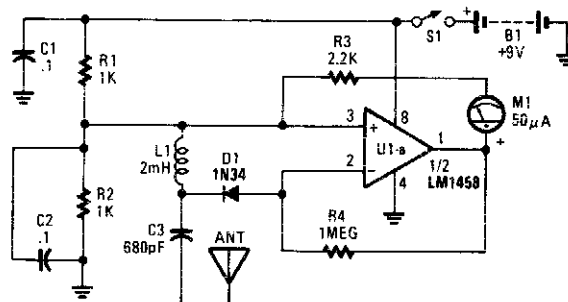 C1
.1
R1
1K
R3
2.2K
S1
+
B1
+9V
M1
50μA
+
3
+
8
1
U1-a
2
−
4
1/2
LM1458
L1
2mH
D1
1N34
R2
1K
C2
.1
C3
680pF
ANT
R4
1MEG